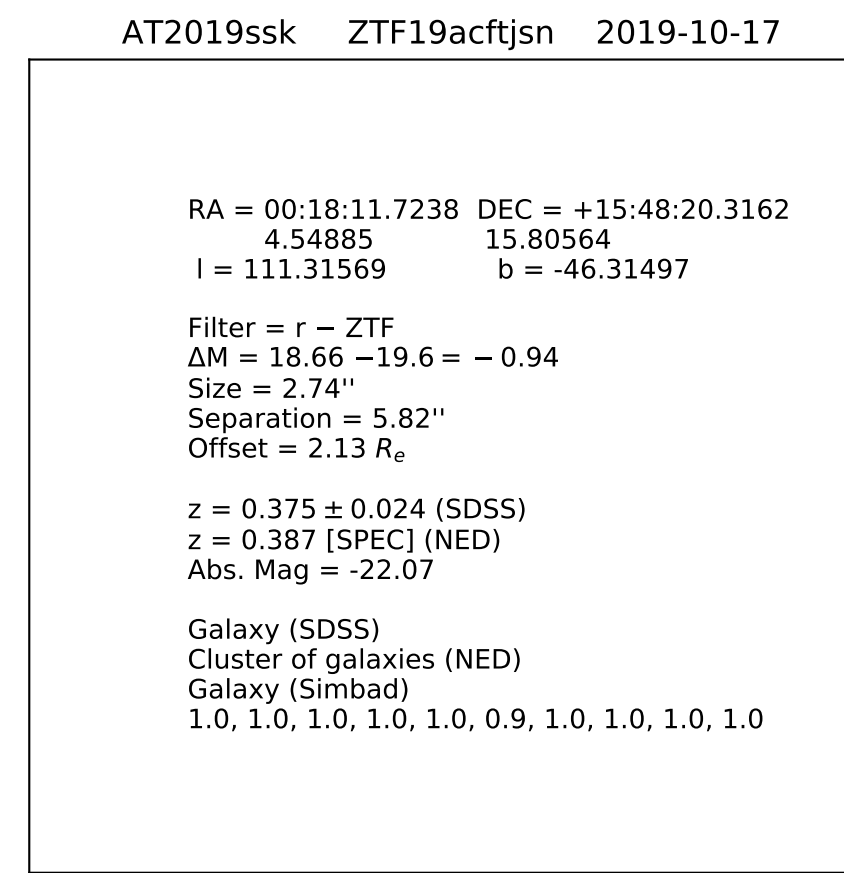 AT2019ssk ZTF19acftjsn 2019-10-17
RA = 00:18:11.7238 DEC = +15:48:20.3162
4.54885 15.80564
l = 111.31569 b = -46.31497
Filter = r − ZTF
ΔM = 18.66 −19.6 = − 0.94
Size = 2.74''
Separation = 5.82''
Offset = 2.13 Rₑ
z = 0.375 ± 0.024 (SDSS)
z = 0.387 [SPEC] (NED)
Abs. Mag = -22.07
Galaxy (SDSS)
Cluster of galaxies (NED)
Galaxy (Simbad)
1.0, 1.0, 1.0, 1.0, 1.0, 0.9, 1.0, 1.0, 1.0, 1.0